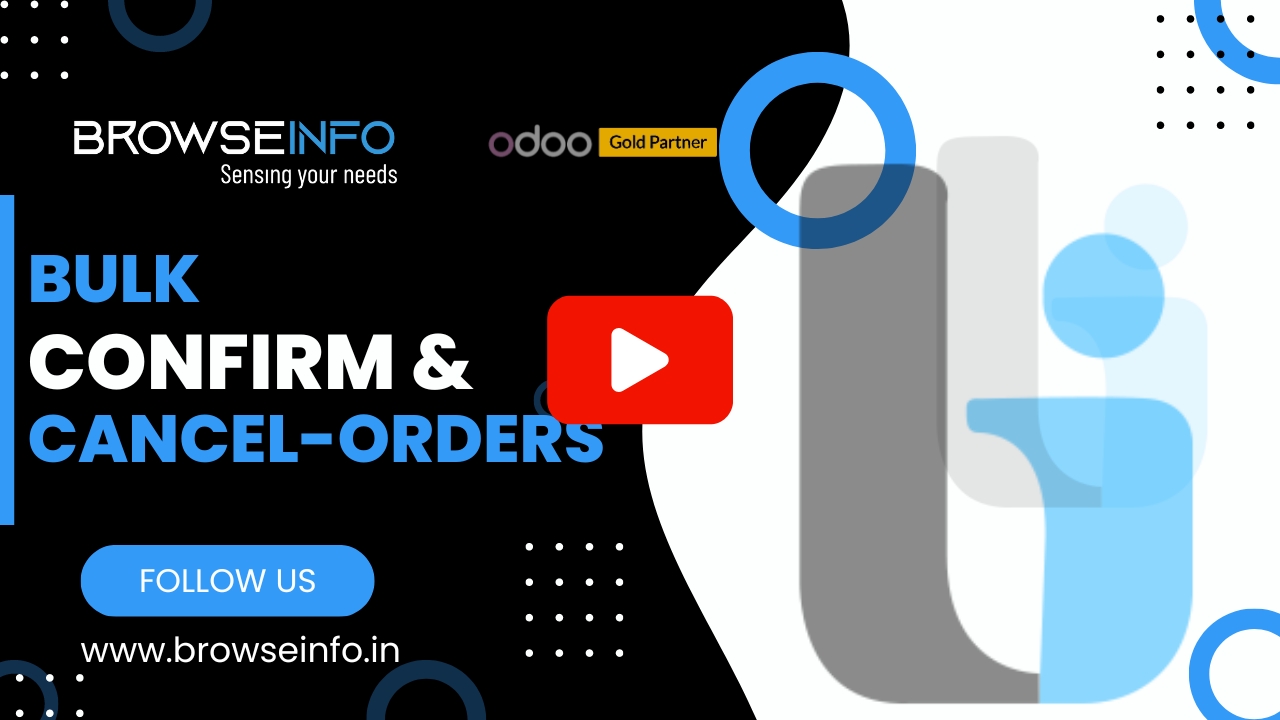 BROWSEINFO
Sensing your needs
odoo Gold Partner
BULK
CONFIRM &
CANCEL-ORDERS
FOLLOW US
www.browseinfo.in